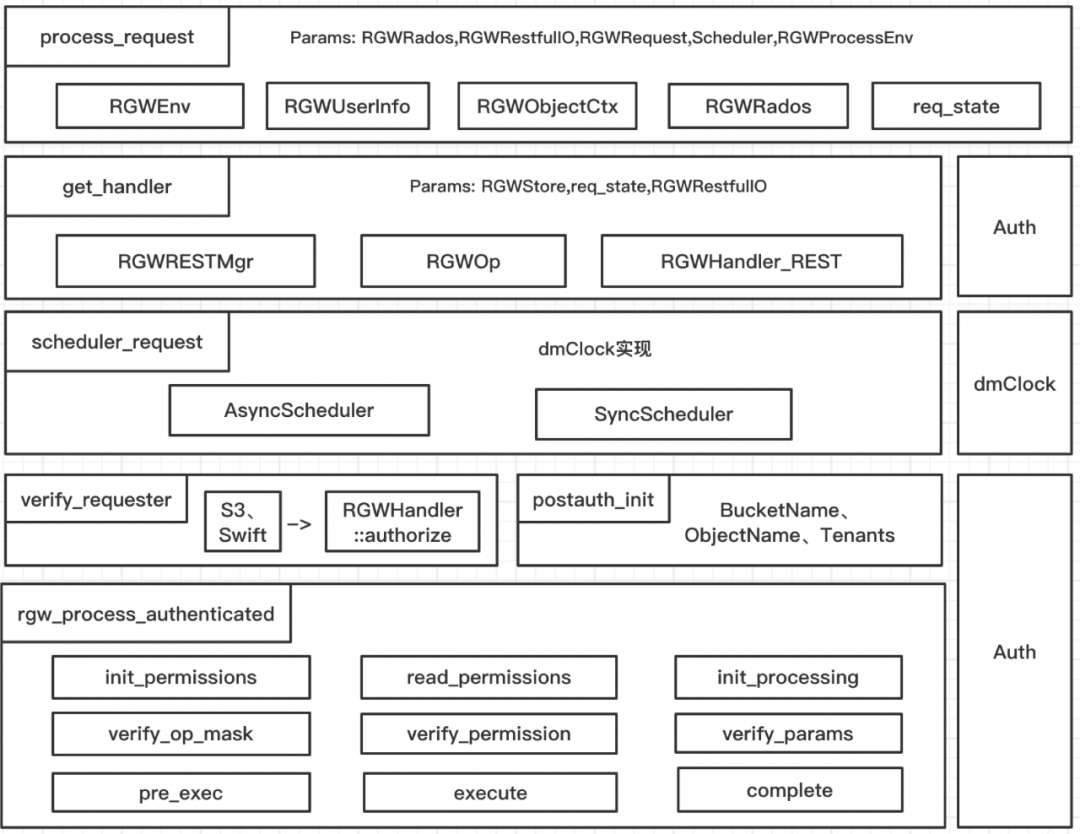 process_request
Params: RGWRados,RGWRestfulIO,RGWRequest,Scheduler,RGWProcessEnv
RGWEnv
RGWUserInfo
RGWObjectCtx
RGWRados
req_state
get_handler
Params: RGWStore,req_state,RGWRestfulIO
Auth
RGWRESTMgr
RGWOp
RGWHandler_REST
scheduler_request
dmClock实现
dmClock
AsyncScheduler
SyncScheduler
verify_requester
S3、
Swift
->
RGWHandler
::authorize
postauth_init
BucketName、
ObjectName、Tenants
Auth
rgw_process_authenticated
init_permissions
read_permissions
init_processing
verify_op_mask
verify_permission
verify_params
pre_exec
execute
complete